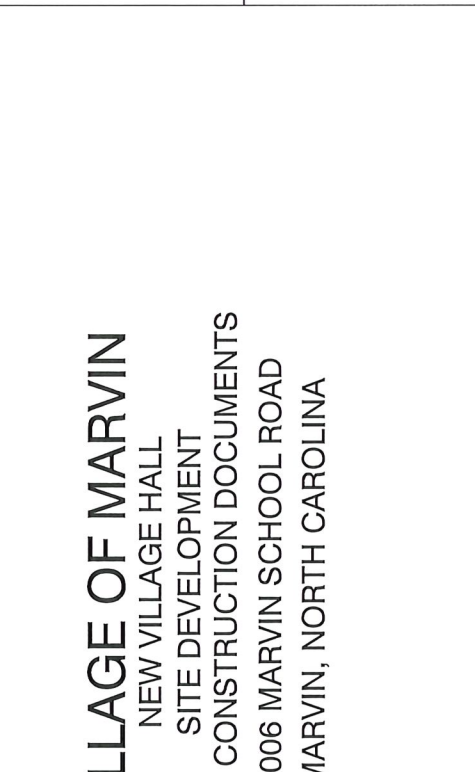 LLAGE OF MARVIN
NEW VILLAGE HALL
SITE DEVELOPMENT
CONSTRUCTION DOCUMENTS
006 MARVIN SCHOOL ROAD
MARVIN, NORTH CAROLINA